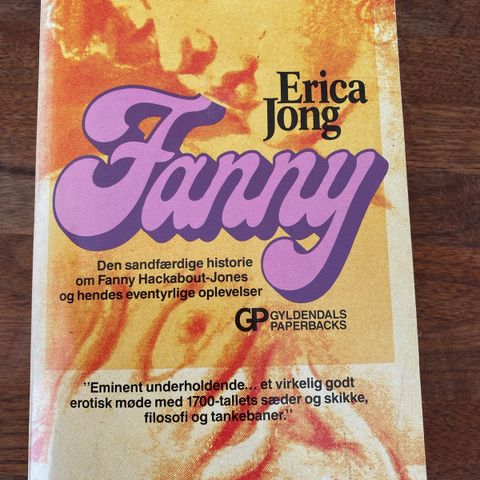 Erica
Jong
Fanny
Den sandfærdige historie
om Fanny Hackabout-Jones
og hendes eventyrlige oplevelser
GP GYLDENDALS
PAPERBACKS
"Eminent underholdende... et virkelig godt
erotisk møde med 1700-tallets sæder og skikke,
filosofi og tankebaner."